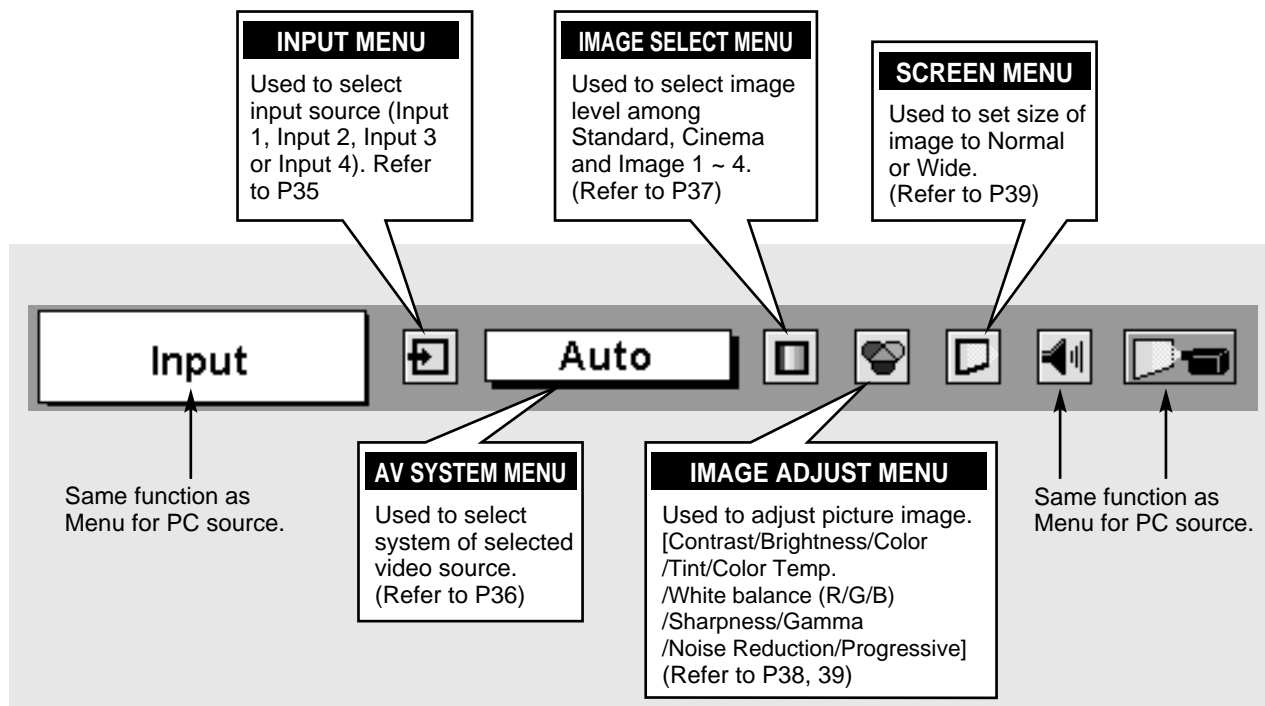 INPUT MENU
Used to select
input source (Input
1, Input 2, Input 3
or Input 4). Refer
to P35
IMAGE SELECT MENU
Used to select image
level among
Standard, Cinema
and Image 1 ~ 4.
(Refer to P37)
SCREEN MENU
Used to set size of
image to Normal
or Wide.
(Refer to P39)
Input
Auto
Same function as
Menu for PC source.
AV SYSTEM MENU
Used to select
system of selected
video source.
(Refer to P36)
IMAGE ADJUST MENU
Used to adjust picture image.
[Contrast/Brightness/Color
/Tint/Color Temp.
/White balance (R/G/B)
/Sharpness/Gamma
/Noise Reduction/Progressive]
(Refer to P38, 39)
Same function as
Menu for PC source.